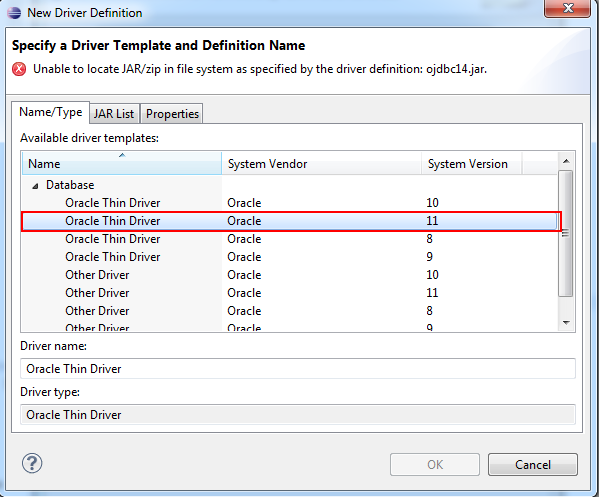 New Driver Definition
Specify a Driver Template and Definition Name
Unable to locate JAR/zip in file system as specified by the driver definition: ojdbc14.jar.
Name/Type JAR List Properties
Available driver templates:
Name System Vendor System Version
Database
Oracle Thin Driver Oracle 10
Oracle Thin Driver Oracle 11
Oracle Thin Driver Oracle 8
Oracle Thin Driver Oracle 9
Other Driver Oracle 10
Other Driver Oracle 11
Other Driver Oracle 8
Other Driver Oracle 9
Driver name:
Oracle Thin Driver
Driver type:
Oracle Thin Driver
? OK Cancel